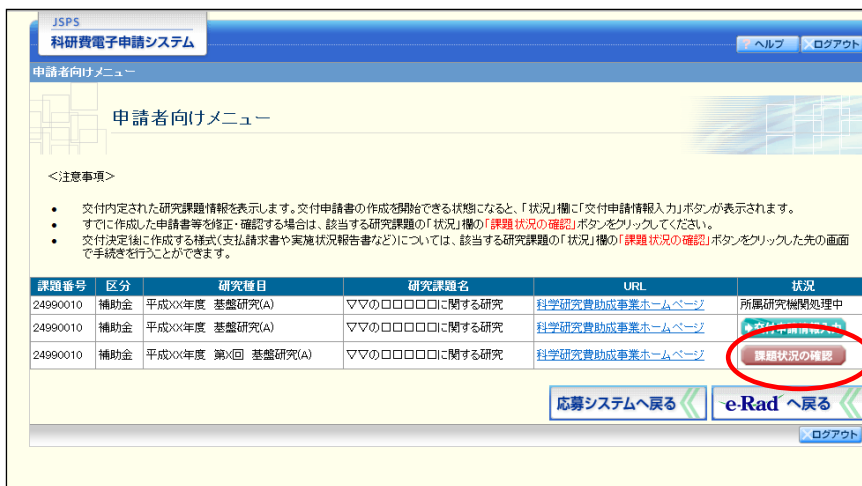 JSPS
科研費電子申請システム
ヘルプ ログアウト
申請者向けメニュー
申請者向けメニュー
<注意事項>
• 交付内定された研究課題情報を表示します。交付申請書の作成を開始できる状態になると、「状況」欄に「交付申請情報入力」ボタンが表示されます。
• すでに作成した申請書等を修正・確認する場合は、該当する研究課題の「状況」欄の「課題状況の確認」ボタンをクリックしてください。
• 交付決定後に作成する様式(支払請求書や実施状況報告書など)については、該当する研究課題の「状況」欄の「課題状況の確認」ボタンをクリックした先の画面
で手続きを行うことができます。
課題番号 区分 研究種目 研究課題名 URL 状況
24990010 補助金 平成XX年度 基盤研究(A) ▽▽の□□□□□に関する研究 科学研究費助成事業ホームページ 所属研究機関処理中
24990010 補助金 平成XX年度 基盤研究(A) ▽▽の□□□□□に関する研究 科学研究費助成事業ホームページ 交付申請情報入力
24990010 補助金 平成XX年度 第X回 基盤研究(A) ▽▽の□□□□□に関する研究 科学研究費助成事業ホームページ 課題状況の確認
応募システムへ戻る e-Rad へ戻る
ログアウト